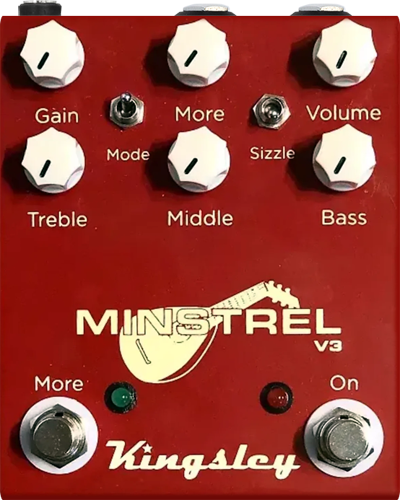 Gain More Volume
Mode Sizzle
Treble Middle Bass
MINSTREL
V3
More On
Kingsley